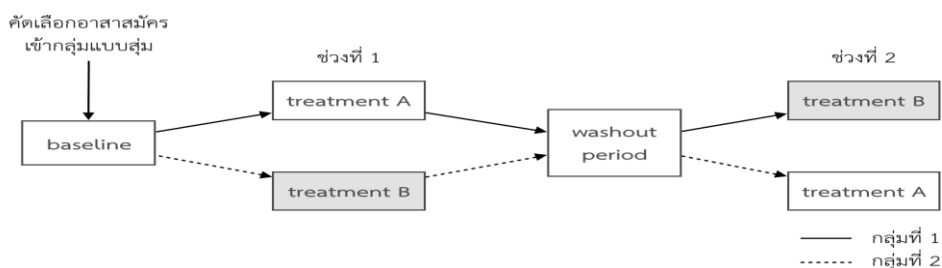 คัดเลือกอาสาสมัคร
เข้ากลุ่มแบบสุ่ม
ช่วงที่ 1
ช่วงที่ 2
treatment A
treatment B
baseline
washout
period
treatment B
treatment A
กลุ่มที่ 1
กลุ่มที่ 2